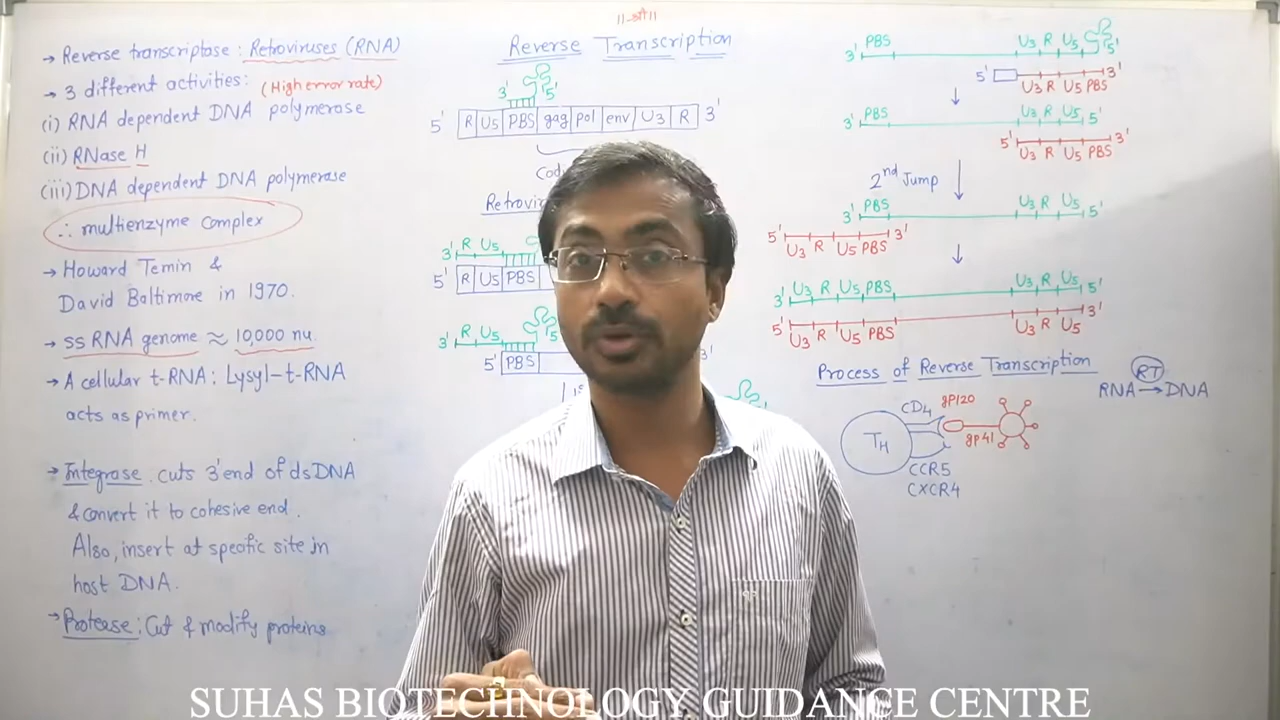 ॥श्री॥
→ Reverse transcriptase : Retroviruses (RNA)
→ 3 different activities: (High error rate)
(i) RNA dependent DNA polymerase
(ii) RNase H
(iii) DNA dependent DNA polymerase
∴ multienzyme complex
→ Howard Temin &
David Baltimore in 1970.
→ ss RNA genome ≈ 10,000 nu.
→ A cellular t-RNA : Lysyl-t-RNA
acts as primer.
→ Integrase. cuts 3' end of dsDNA
& convert it to cohesive end.
Also, insert at specific site in
host DNA.
→ Protease : Cut & modify proteins
Reverse Transcription
3' 5'
5' R U5 PBS gag pol env U3 R 3'
Cod
Retrovir
3' R U5
5' R U5 PBS
3' R U5 5'
5' PBS 3'
1s
3' PBS U3 R U5 5'
5' U3 R U5 PBS 3'
3' PBS U3 R U5 5'
5' U3 R U5 PBS 3'
2nd Jump
3' PBS U3 R U5 5'
5' U3 R U5 PBS 3'
3' U3 R U5 PBS U3 R U5 5'
5' U3 R U5 PBS U3 R U5 3'
Process of Reverse Transcription
RT
RNA → DNA
TH CD4 gp120
gp41
CCR5
CXCR4
SUHAS BIOTECHNOLOGY GUIDANCE CENTRE